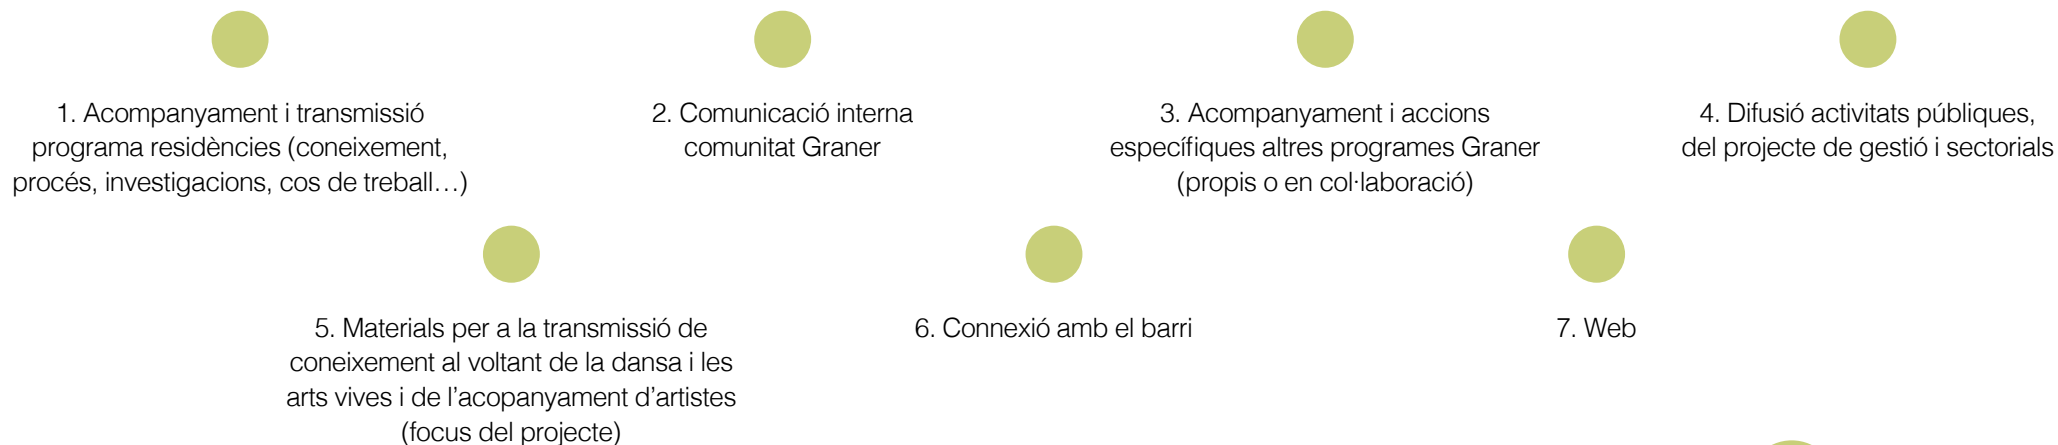 1. Acompanyament i transmissió
programa residències (coneixement,
procés, investigacions, cos de treball…)
2. Comunicació interna
comunitat Graner
3. Acompanyament i accions
específiques altres programes Graner
(propis o en col·laboració)
4. Difusió activitats públiques,
del projecte de gestió i sectorials
5. Materials per a la transmissió de
coneixement al voltant de la dansa i les
arts vives i de l’acopanyament d’artistes
(focus del projecte)
6. Connexió amb el barri
7. Web